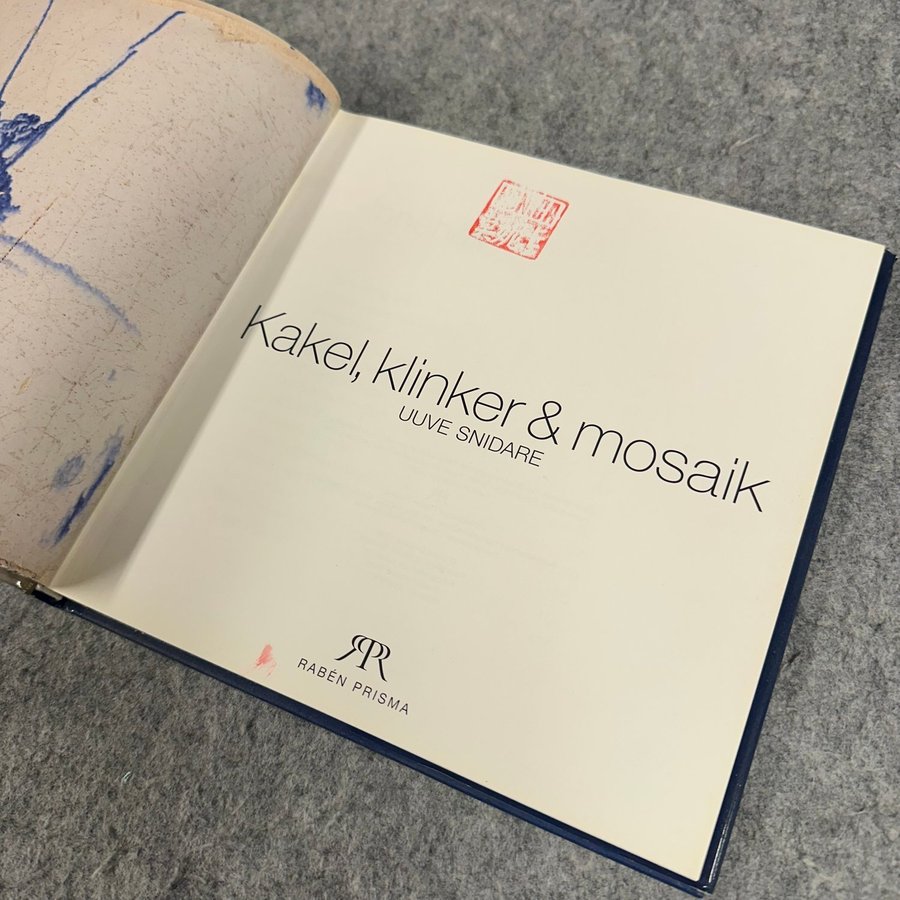 Kakel, klinker & mosaik
UUVE SNIDARE
RABÉN PRISMA